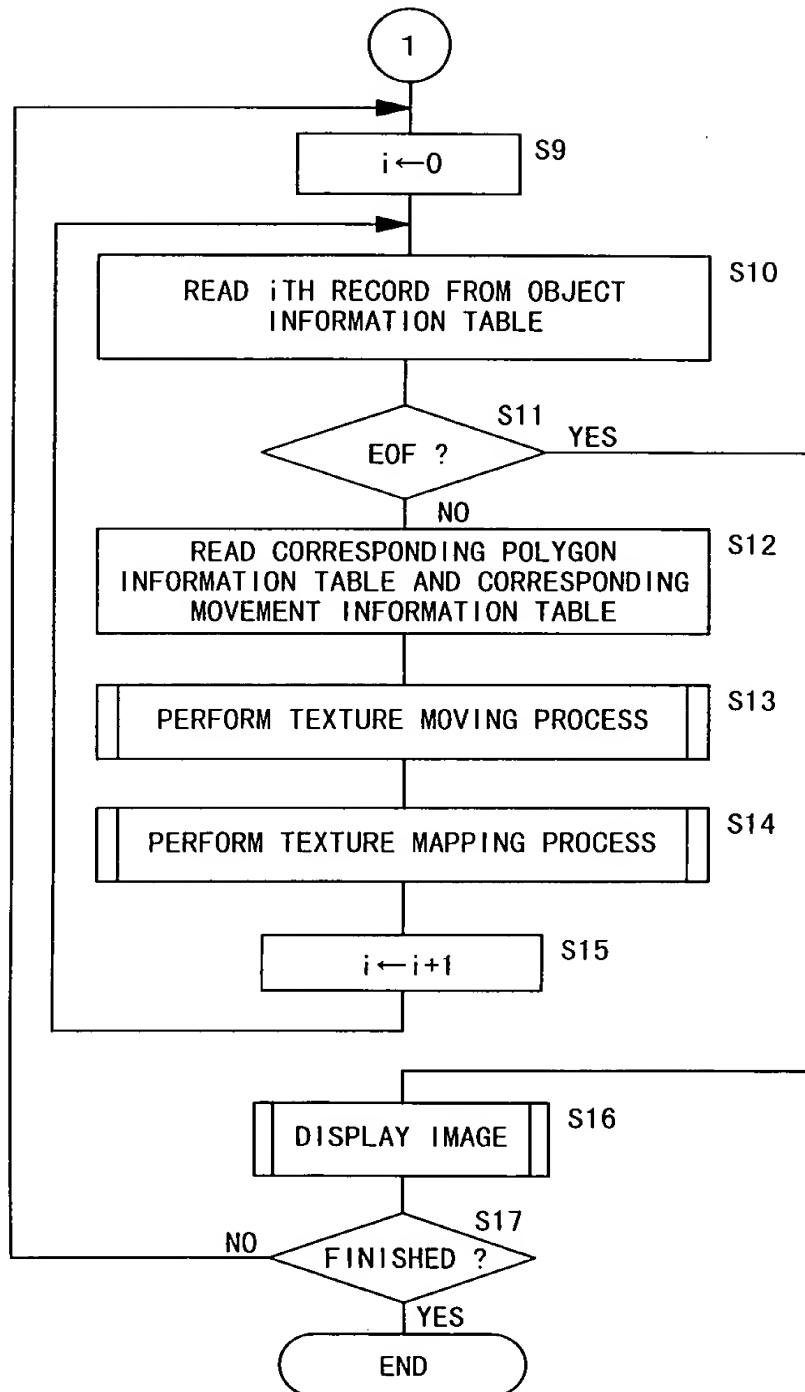 1
i←0
S9
READ iTH RECORD FROM OBJECT
INFORMATION TABLE
S10
S11
EOF ?
YES
NO
READ CORRESPONDING POLYGON
INFORMATION TABLE AND CORRESPONDING
MOVEMENT INFORMATION TABLE
S12
PERFORM TEXTURE MOVING PROCESS
S13
PERFORM TEXTURE MAPPING PROCESS
S14
i←i+1
S15
DISPLAY IMAGE
S16
S17
NO
FINISHED ?
YES
END